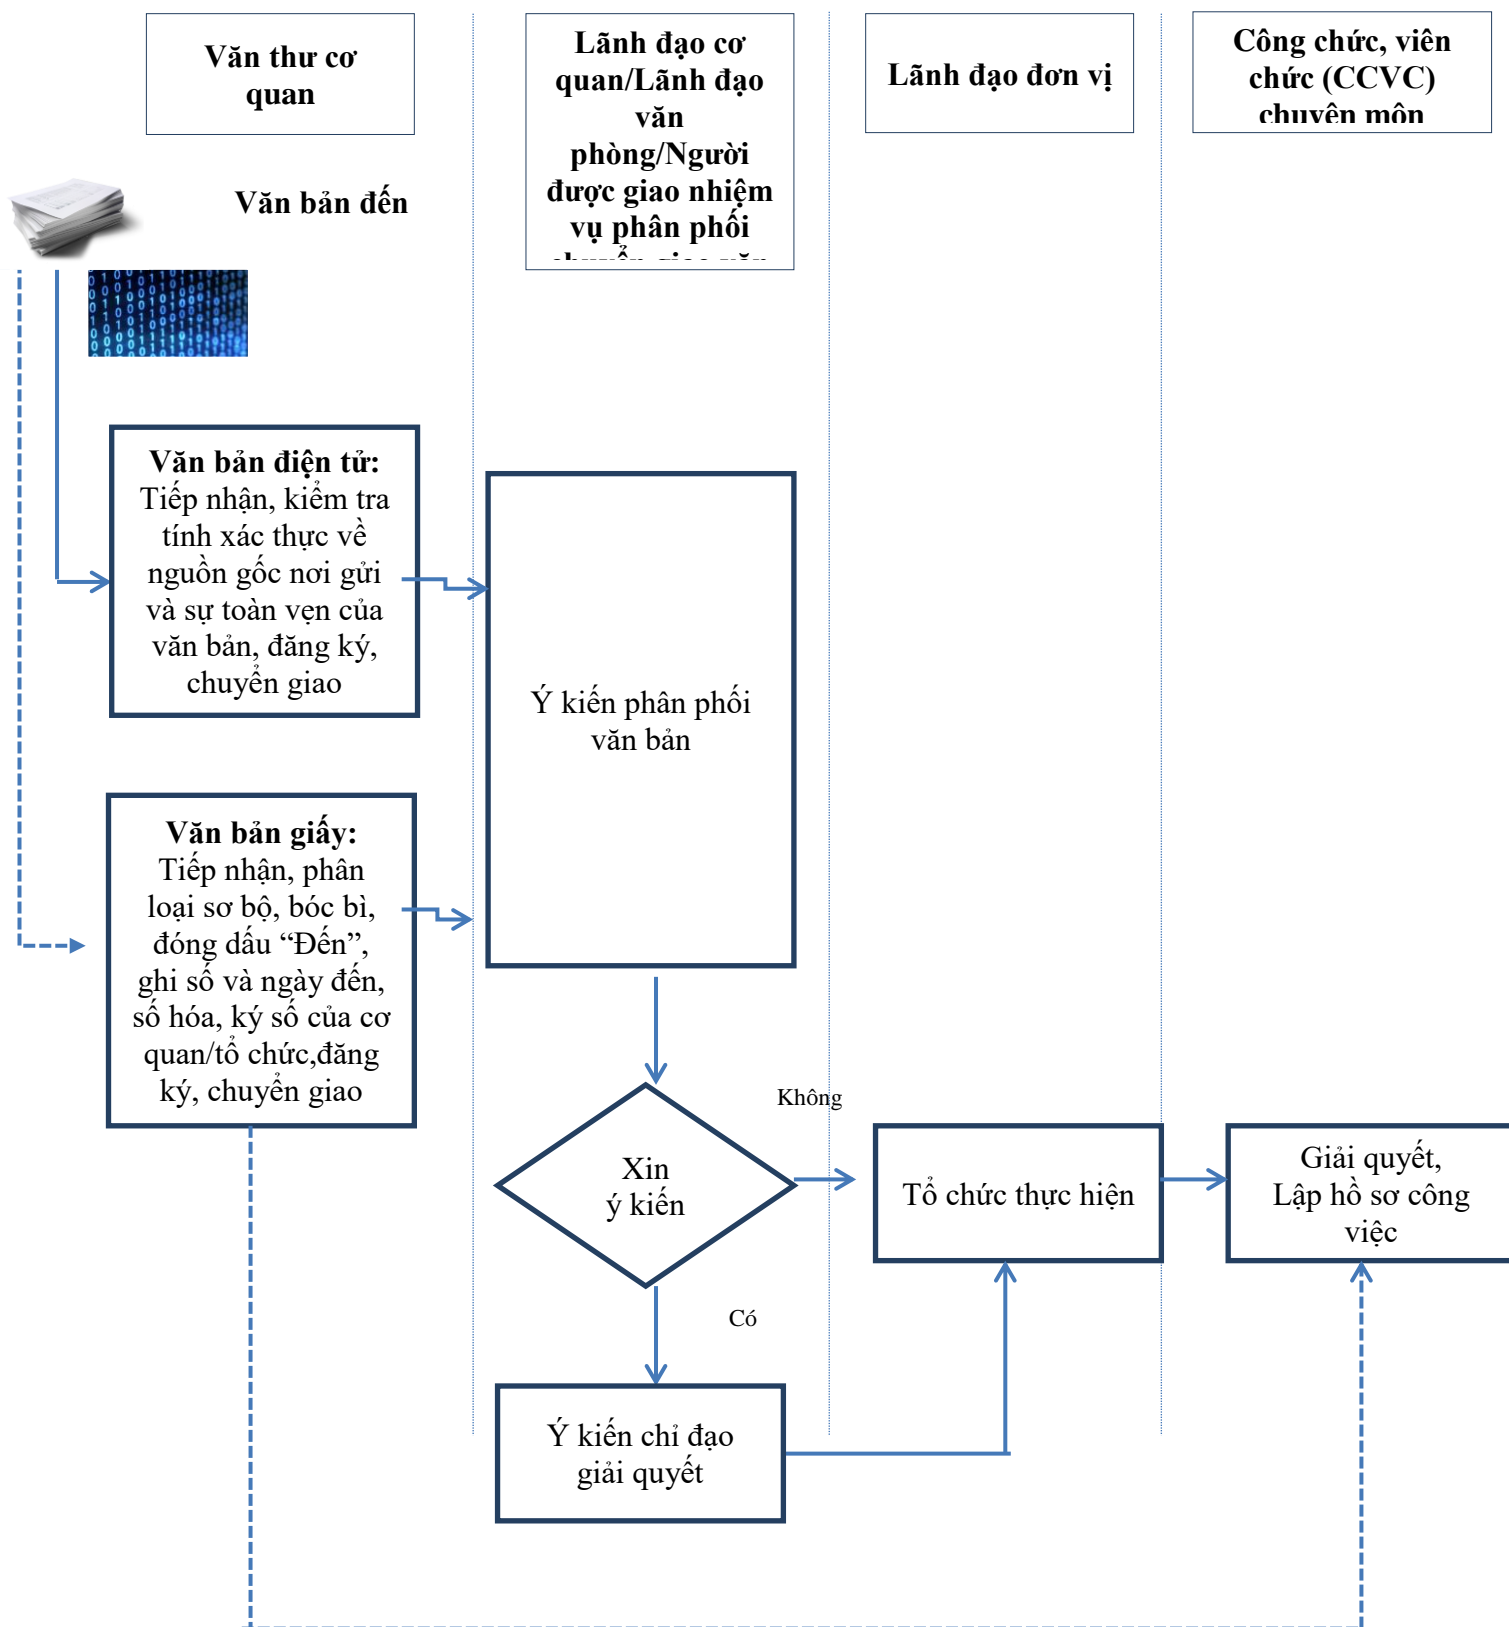 Văn thư cơ
quan
Lãnh đạo cơ
quan/Lãnh đạo
văn
phòng/Người
được giao nhiệm
vụ phân phối
chuyển giao văn
Lãnh đạo đơn vị
Công chức, viên
chức (CCVC)
chuyên môn
Văn bản đến
Văn bản điện tử:
Tiếp nhận, kiểm tra
tính xác thực về
nguồn gốc nơi gửi
và sự toàn vẹn của
văn bản, đăng ký,
chuyển giao
Ý kiến phân phối
văn bản
Văn bản giấy:
Tiếp nhận, phân
loại sơ bộ, bóc bì,
đóng dấu “Đến”,
ghi số và ngày đến,
số hóa, ký số của cơ
quan/tổ chức,đăng
ký, chuyển giao
Không
Xin
ý kiến
Tổ chức thực hiện
Giải quyết,
Lập hồ sơ công
việc
Có
Ý kiến chỉ đạo
giải quyết